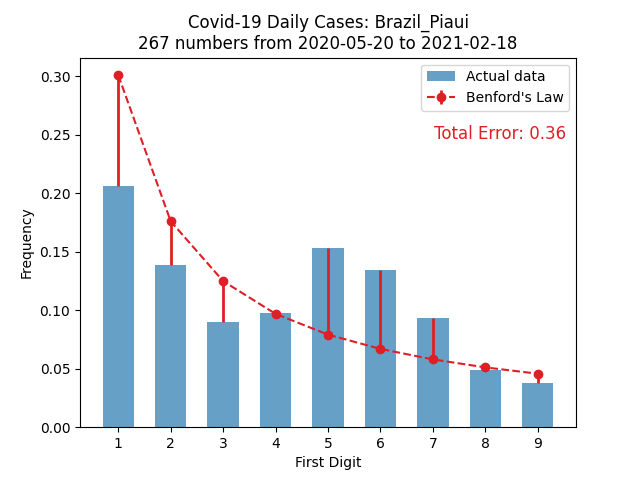 Covid-19 Daily Cases: Brazil_Piaui
267 numbers from 2020-05-20 to 2021-02-18
Actual data
Benford's Law
Total Error: 0.36
Frequency
0.30
0.25
0.20
0.15
0.10
0.05
0.00
1 2 3 4 5 6 7 8 9
First Digit